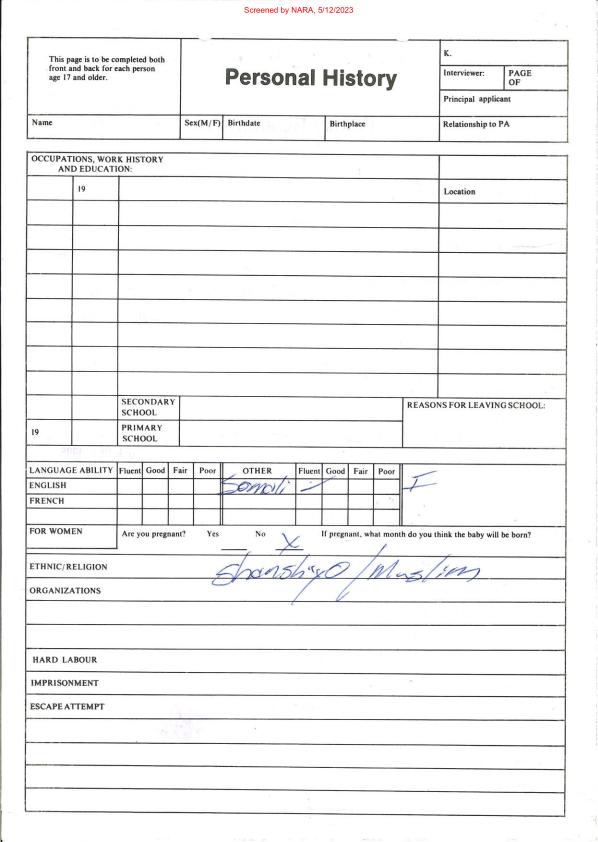 Screened by NARA, 5/12/2023
This page is to be completed both
front and back for each person
age 17 and older.
Personal History
K.
Interviewer: PAGE
OF
Principal applicant
Name Sex(M/F) Birthdate Birthplace Relationship to PA
OCCUPATIONS, WORK HISTORY
AND EDUCATION:
19 Location
SECONDARY
SCHOOL
REASONS FOR LEAVING SCHOOL:
19 PRIMARY
SCHOOL
LANGUAGE ABILITY Fluent Good Fair Poor OTHER Fluent Good Fair Poor
ENGLISH Somali ✓ I
FRENCH
FOR WOMEN Are you pregnant? Yes No X If pregnant, what month do you think the baby will be born?
ETHNIC/RELIGION Shanshiyo/Muslim
ORGANIZATIONS
HARD LABOUR
IMPRISONMENT
ESCAPE ATTEMPT